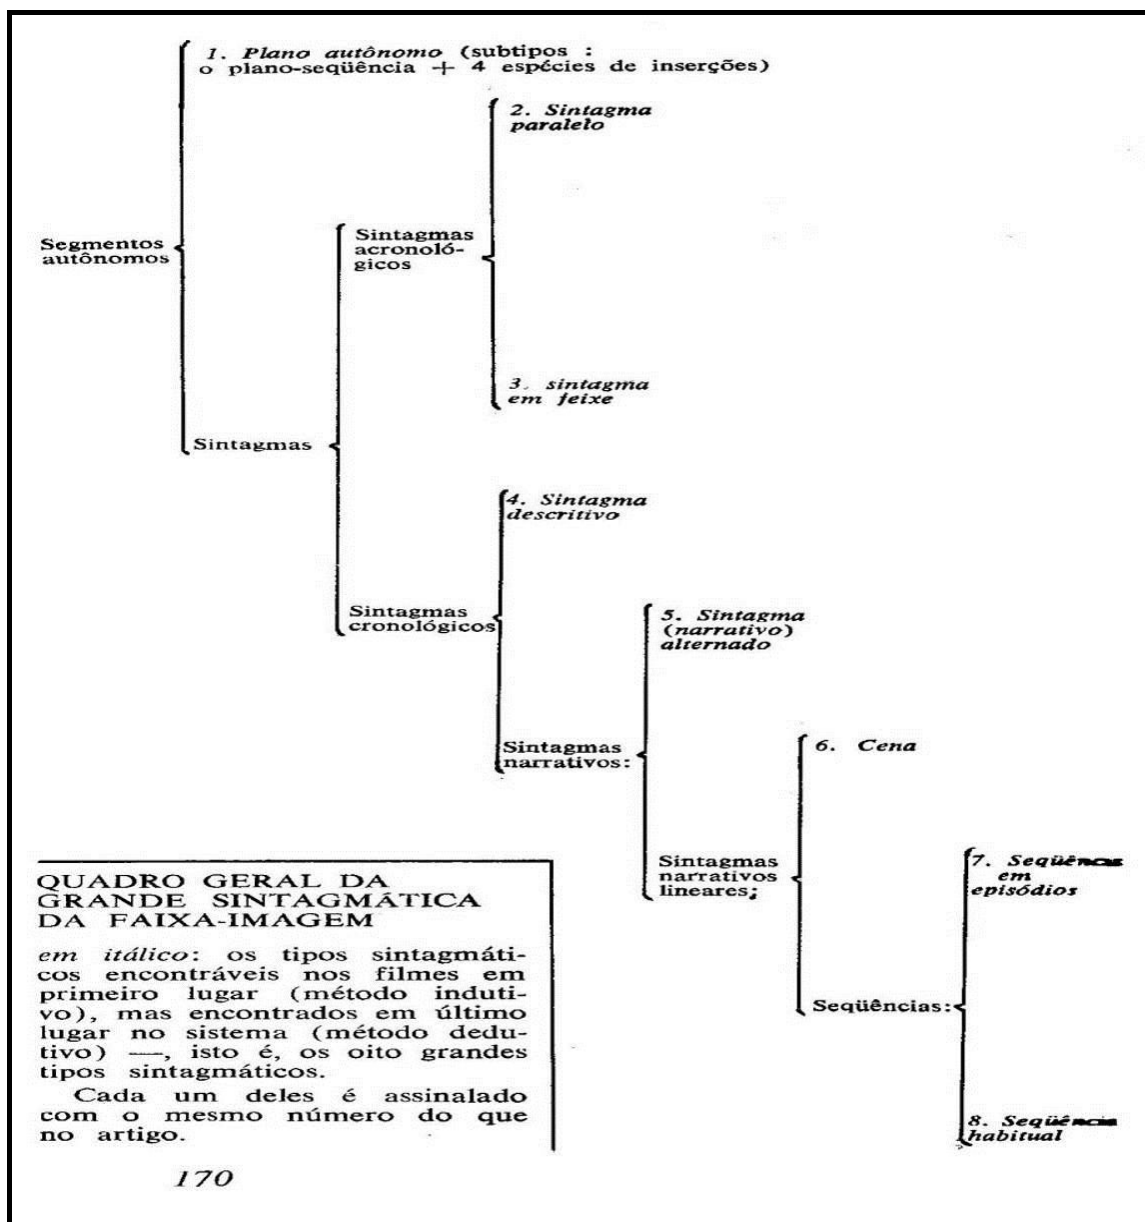 1. Plano autônomo (subtipos :
o plano-seqüência + 4 espécies de inserções)
2. Sintagma
paralelo
Segmentos
autônomos
Sintagmas
acronoló-
gicos
3. sintagma
em feixe
Sintagmas
4. Sintagma
descritivo
Sintagmas
cronológicos
5. Sintagma
(narrativo)
alternado
Sintagmas
narrativos:
6. Cena
Sintagmas
narrativos
lineares;
7. Seqüências
em
episódios
Seqüências:
8. Seqüência
habitual
QUADRO GERAL DA
GRANDE SINTAGMÁTICA
DA FAIXA-IMAGEM
em itálico: os tipos sintagmáti-
cos encontráveis nos filmes em
primeiro lugar (método induti-
vo), mas encontrados em último
lugar no sistema (método dedu-
tivo) —, isto é, os oito grandes
tipos sintagmáticos.
Cada um deles é assinalado
com o mesmo número do que
no artigo.
170